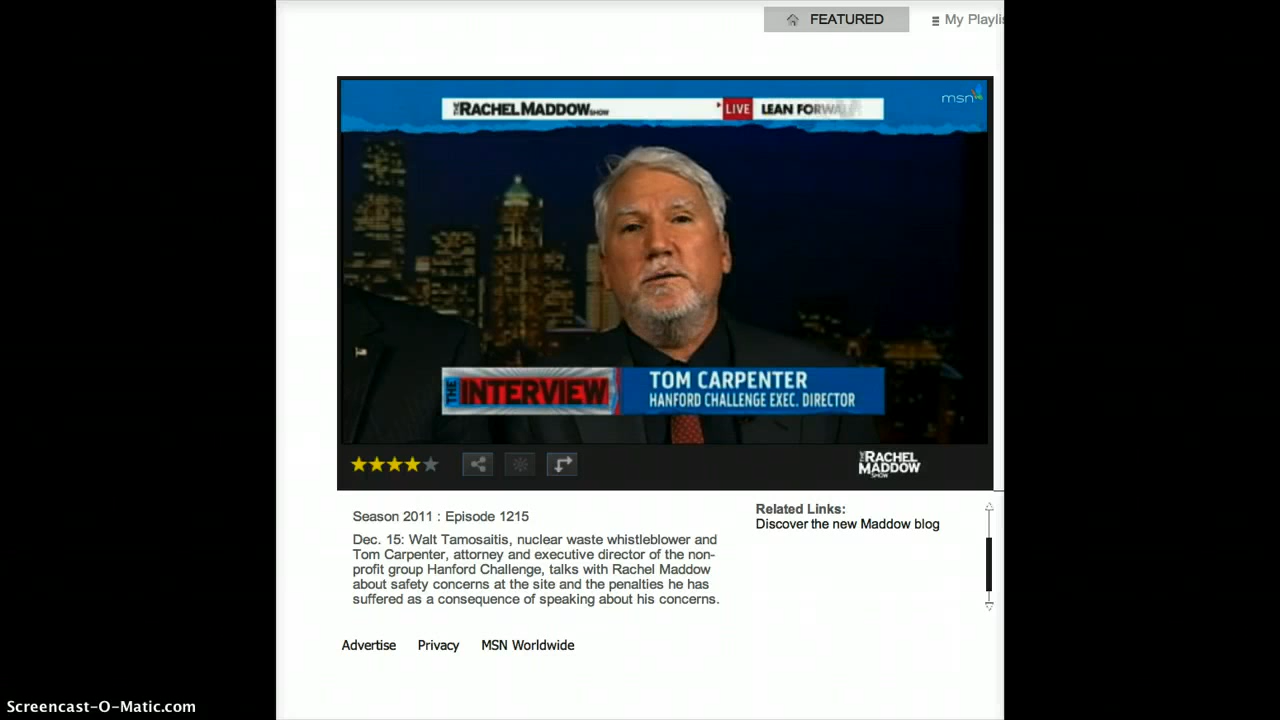 FEATURED
My Playlis
msn
THE RACHEL MADDOW SHOW
LIVE LEAN FORWARD
THE INTERVIEW
TOM CARPENTER
HANFORD CHALLENGE EXEC. DIRECTOR
THE RACHEL MADDOW SHOW
Season 2011 : Episode 1215
Dec. 15: Walt Tamosaitis, nuclear waste whistleblower and
Tom Carpenter, attorney and executive director of the non-
profit group Hanford Challenge, talks with Rachel Maddow
about safety concerns at the site and the penalties he has
suffered as a consequence of speaking about his concerns.
Related Links:
Discover the new Maddow blog
Advertise Privacy MSN Worldwide
Screencast-O-Matic.com